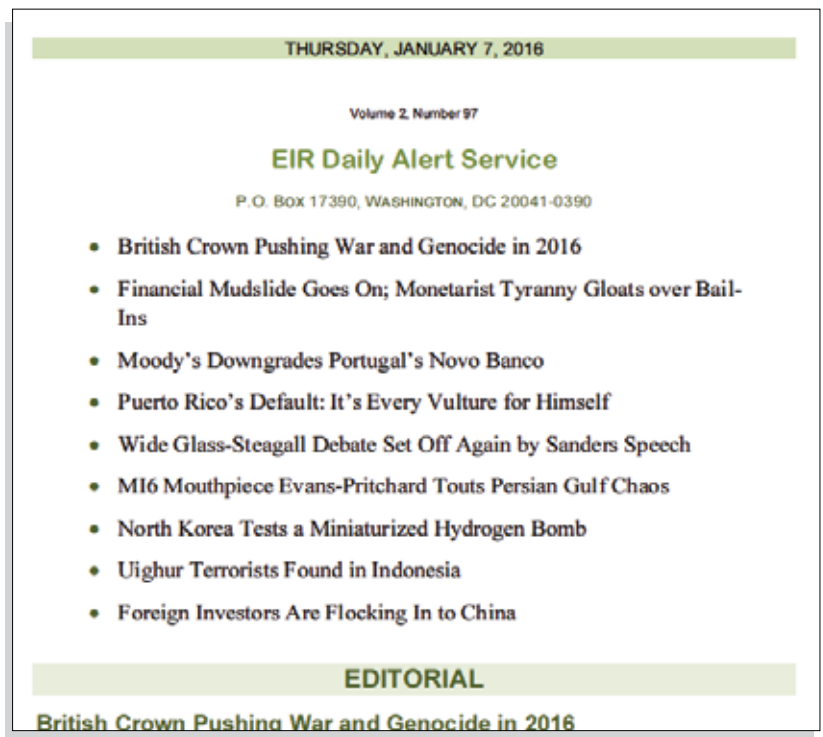 THURSDAY, JANUARY 7, 2016
Volume 2, Number 97
EIR Daily Alert Service
P.O. BOX 17390, WASHINGTON, DC 20041-0390
• British Crown Pushing War and Genocide in 2016
• Financial Mudslide Goes On; Monetarist Tyranny Gloats over Bail-
Ins
• Moody's Downgrades Portugal's Novo Banco
• Puerto Rico's Default: It's Every Vulture for Himself
• Wide Glass-Steagall Debate Set Off Again by Sanders Speech
• MI6 Mouthpiece Evans-Pritchard Touts Persian Gulf Chaos
• North Korea Tests a Miniaturized Hydrogen Bomb
• Uighur Terrorists Found in Indonesia
• Foreign Investors Are Flocking In to China
EDITORIAL
British Crown Pushing War and Genocide in 2016